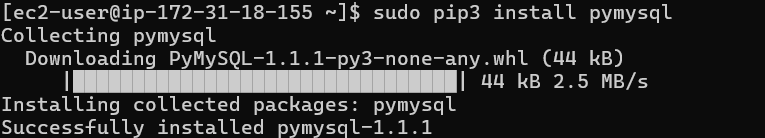 [ec2-user@ip-172-31-18-155 ~]$ sudo pip3 install pymysql
Collecting pymysql
  Downloading PyMySQL-1.1.1-py3-none-any.whl (44 kB)
     |████████████████████████████████| 44 kB 2.5 MB/s
Installing collected packages: pymysql
Successfully installed pymysql-1.1.1